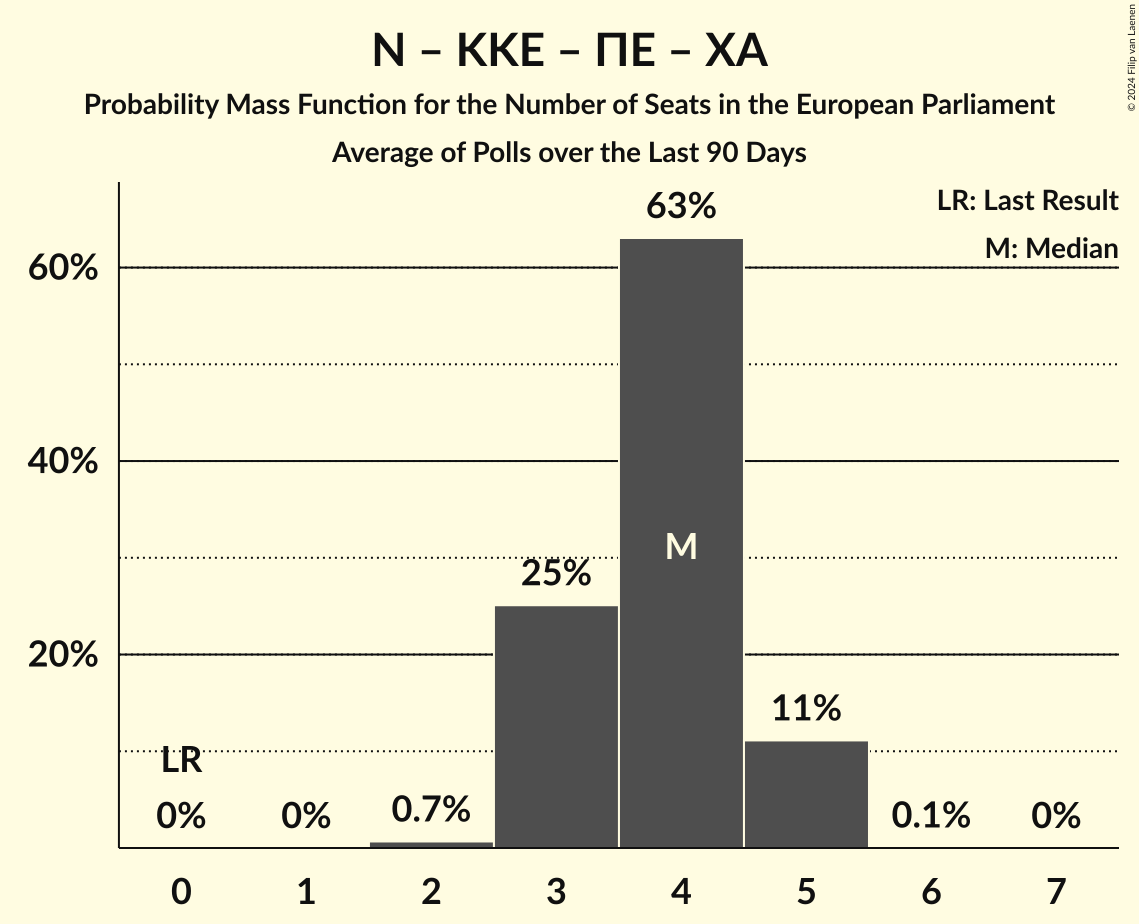 Ν – ΚΚΕ – ΠΕ – ΧΑ
Probability Mass Function for the Number of Seats in the European Parliament
Average of Polls over the Last 90 Days
© 2024 Filip van Laenen
LR: Last Result
M: Median
60%
40%
20%
LR
0%
0%
0.7%
25%
63%
M
11%
0.1%
0%
0 1 2 3 4 5 6 7